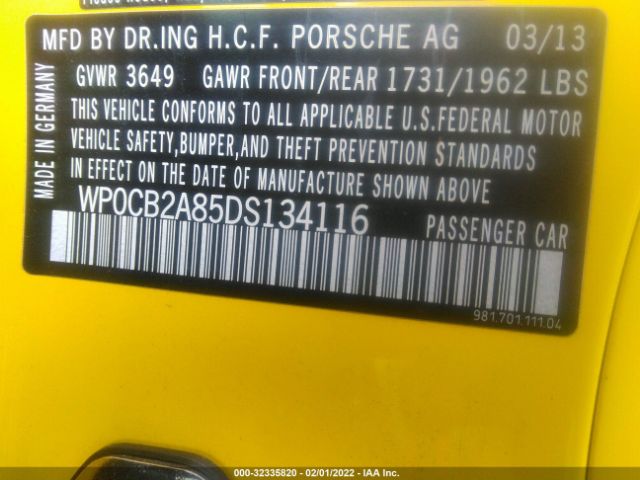 MFD BY DR.ING H.C.F. PORSCHE AG 03/13
GVWR 3649 GAWR FRONT/REAR 1731/1962 LBS
THIS VEHICLE CONFORMS TO ALL APPLICABLE U.S.FEDERAL MOTOR
VEHICLE SAFETY,BUMPER,AND THEFT PREVENTION STANDARDS
IN EFFECT ON THE DATE OF MANUFACTURE SHOWN ABOVE
WP0CB2A85DS134116
PASSENGER CAR
MADE IN GERMANY
981.701.111.04
000-32335820 - 02/01/2022 - IAAI.COM